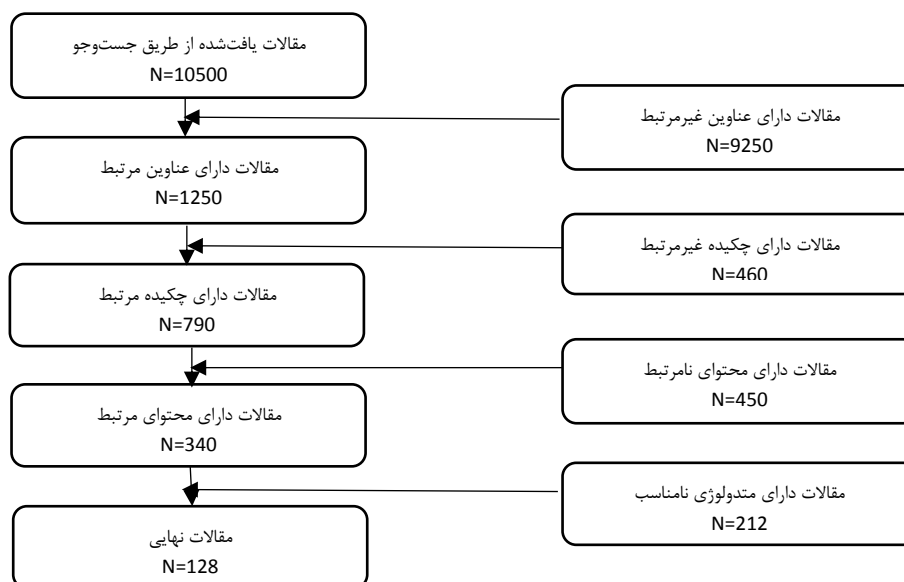 مقالات یافت‌شده از طریق جست‌وجو
N=10500
مقالات دارای عناوین غیرمرتبط
N=9250
مقالات دارای عناوین مرتبط
N=1250
مقالات دارای چکیده غیرمرتبط
N=460
مقالات دارای چکیده مرتبط
N=790
مقالات دارای محتوای نامرتبط
N=450
مقالات دارای محتوای مرتبط
N=340
مقالات دارای متدولوژی نامناسب
N=212
مقالات نهایی
N=128